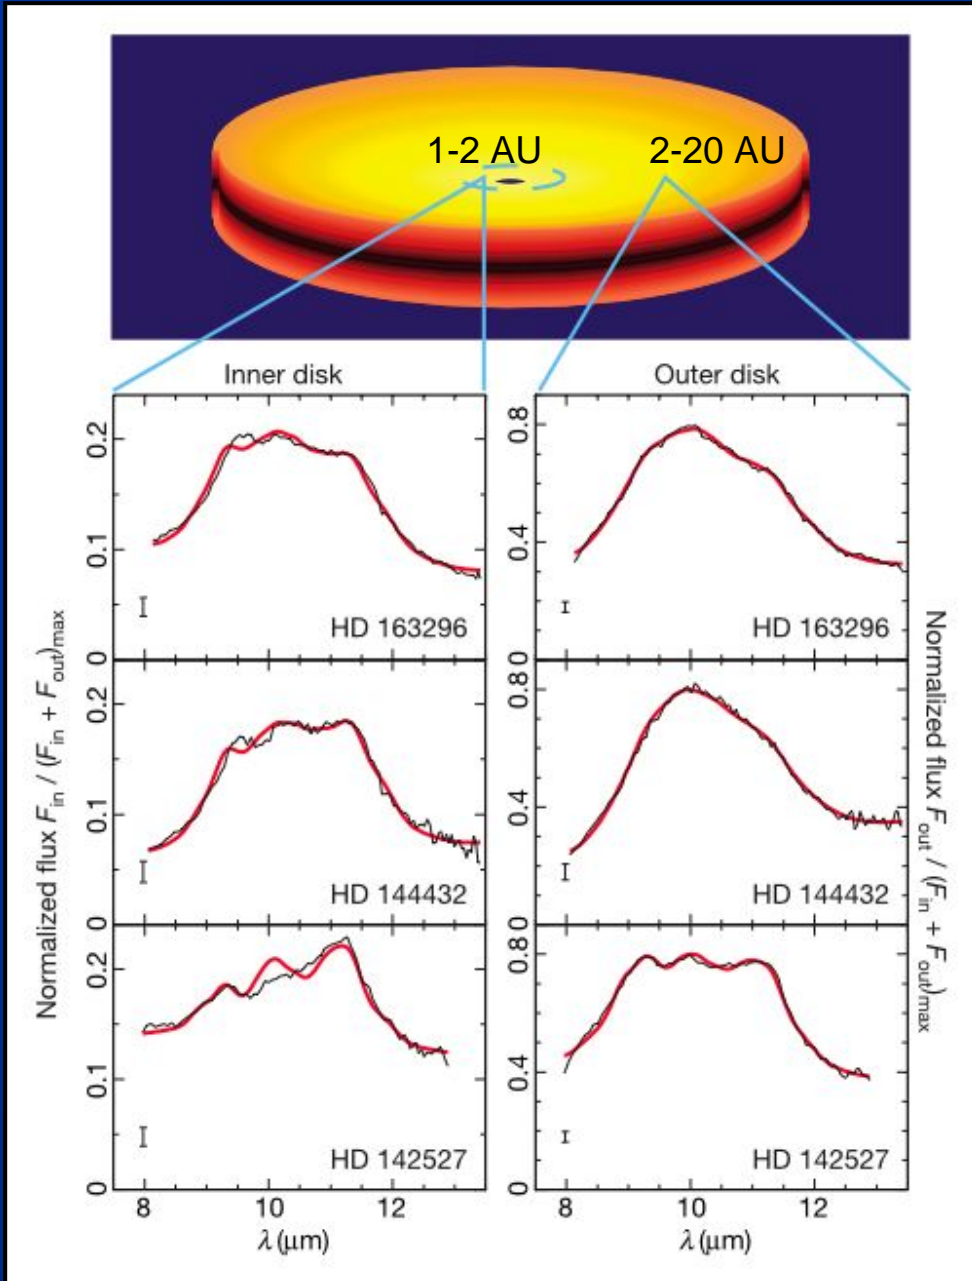 1-2 AU
2-20 AU
Inner disk
Outer disk
Normalized flux F_in / (F_in + F_out)_max
0.2
0.1
0
HD 163296
0.8
0.4
0
HD 163296
0.2
0.1
0
HD 144432
0.8
0.4
0
HD 144432
0.2
0.1
0
HD 142527
0.8
0.4
0
HD 142527
Normalized flux F_out / (F_in + F_out)_max
8 10 12
λ (μm)
8 10 12
λ (μm)